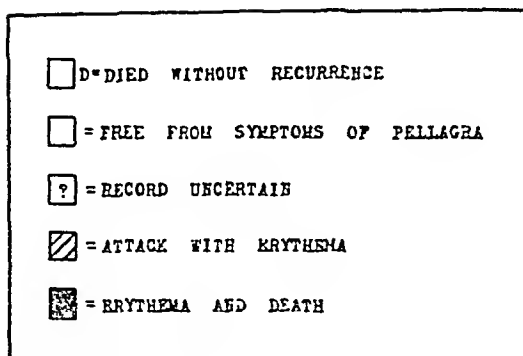 D=DIED WITHOUT RECURRENCE
=FREE FROM SYMPTOMS OF PELLAGRA
? =RECORD UNCERTAIN
=ATTACK WITH ERYTHEMA
=ERYTHEMA AND DEATH